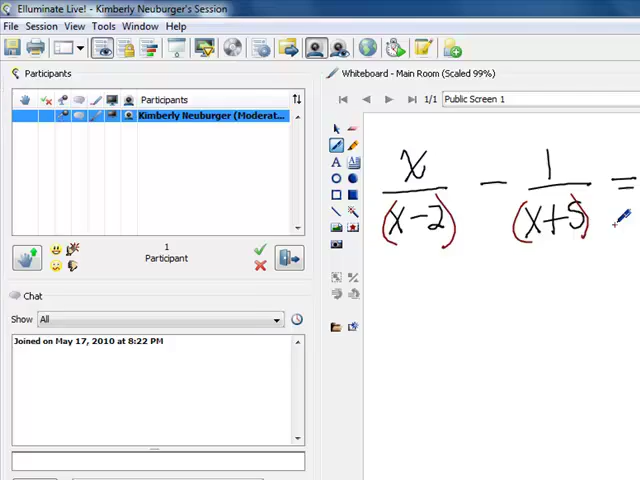 Elluminate Live! - Kimberly Neuburger's Session
File Session View Tools Window Help
Participants
Participants
Kimberly Neuburger (Moderat...
1
Participant
Chat
Show All
Joined on May 17, 2010 at 8:22 PM
Whiteboard - Main Room (Scaled 99%)
1/1 Public Screen 1
A A
x/(x-2) - 1/(x+5) =